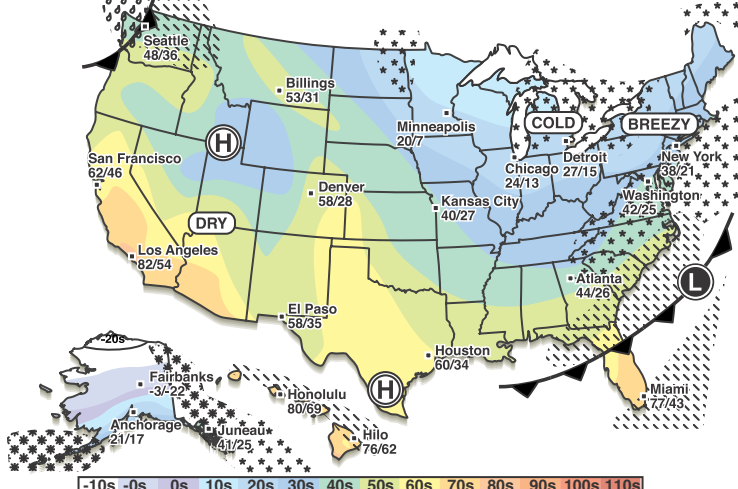 Seattle
48/36
Billings
53/31
Minneapolis
20/7
COLD
BREEZY
H
San Francisco
62/46
Chicago
24/13
Detroit
27/15
New York
38/21
Denver
58/28
Kansas City
40/27
Washington
42/25
DRY
Los Angeles
82/54
Atlanta
44/26
L
El Paso
58/35
Houston
60/34
-20s
Fairbanks
-3/-22
H
Honolulu
80/69
Miami
77/43
Anchorage
21/17
Juneau
41/25
Hilo
76/62
-10s -0s 0s 10s 20s 30s 40s 50s 60s 70s 80s 90s 100s 110s